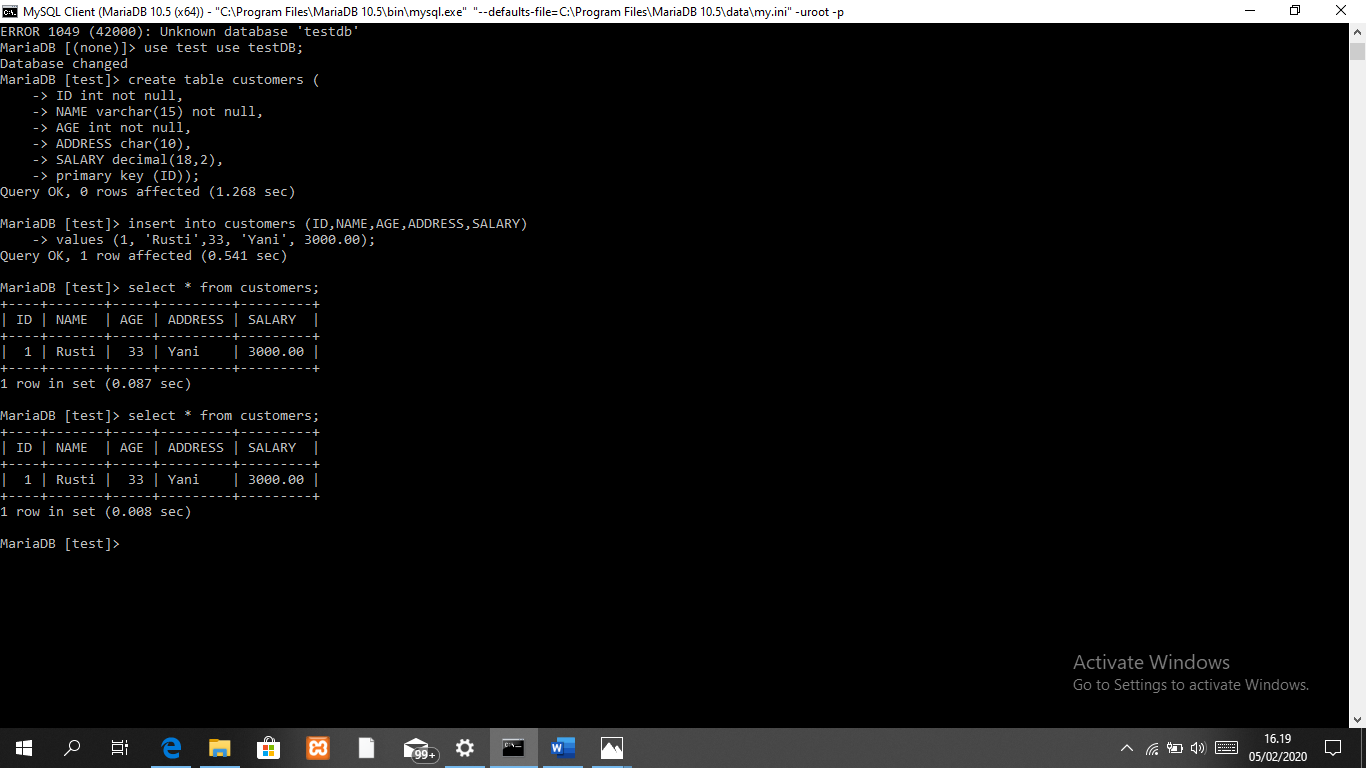 MySQL Client (MariaDB 10.5 (x64)) - "C:\Program Files\MariaDB 10.5\bin\mysql.exe" "--defaults-file=C:\Program Files\MariaDB 10.5\data\my.ini" -uroot -p
ERROR 1049 (42000): Unknown database 'testdb'
MariaDB [(none)]> use test use testDB;
Database changed
MariaDB [test]> create table customers (
    -> ID int not null,
    -> NAME varchar(15) not null,
    -> AGE int not null,
    -> ADDRESS char(10),
    -> SALARY decimal(18,2),
    -> primary key (ID));
Query OK, 0 rows affected (1.268 sec)

MariaDB [test]> insert into customers (ID,NAME,AGE,ADDRESS,SALARY)
    -> values (1, 'Rusti',33, 'Yani', 3000.00);
Query OK, 1 row affected (0.541 sec)

MariaDB [test]> select * from customers;
+----+-------+-----+---------+---------+
| ID | NAME  | AGE | ADDRESS | SALARY  |
+----+-------+-----+---------+---------+
|  1 | Rusti |  33 | Yani    | 3000.00 |
+----+-------+-----+---------+---------+
1 row in set (0.087 sec)

MariaDB [test]> select * from customers;
+----+-------+-----+---------+---------+
| ID | NAME  | AGE | ADDRESS | SALARY  |
+----+-------+-----+---------+---------+
|  1 | Rusti |  33 | Yani    | 3000.00 |
+----+-------+-----+---------+---------+
1 row in set (0.008 sec)

MariaDB [test]>
Activate Windows
Go to Settings to activate Windows.
99+
16.19
05/02/2020